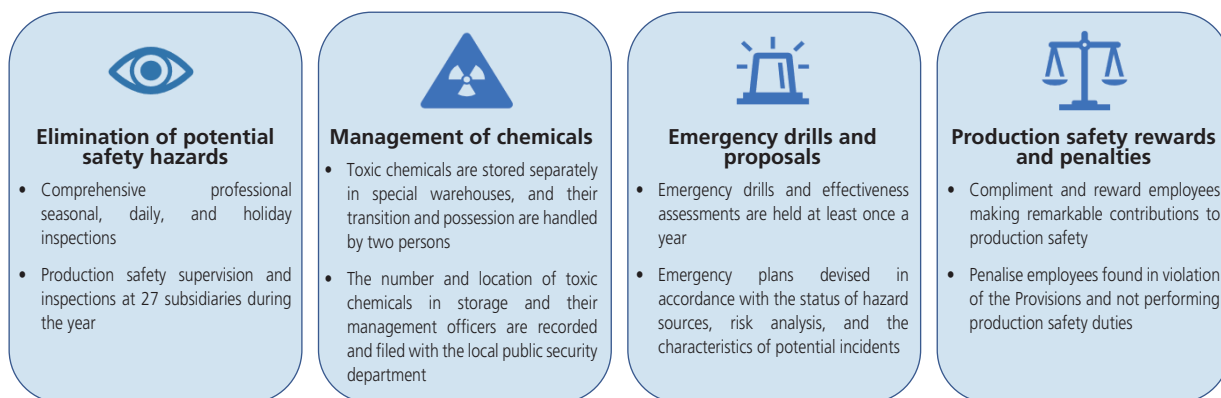 Elimination of potential
safety hazards
• Comprehensive professional
seasonal, daily, and holiday
inspections
• Production safety supervision and
inspections at 27 subsidiaries during
the year
Management of chemicals
• Toxic chemicals are stored separately
in special warehouses, and their
transition and possession are handled
by two persons
• The number and location of toxic
chemicals in storage and their
management officers are recorded
and filed with the local public security
department
Emergency drills and
proposals
• Emergency drills and effectiveness
assessments are held at least once a
year
• Emergency plans devised in
accordance with the status of hazard
sources, risk analysis, and the
characteristics of potential incidents
Production safety rewards
and penalties
• Compliment and reward employees
making remarkable contributions to
production safety
• Penalise employees found in violation
of the Provisions and not performing
production safety duties